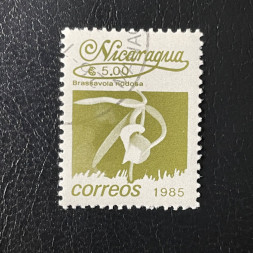 Nicaragua
₡ 5.00
Brassavola nodosa
correos 1985